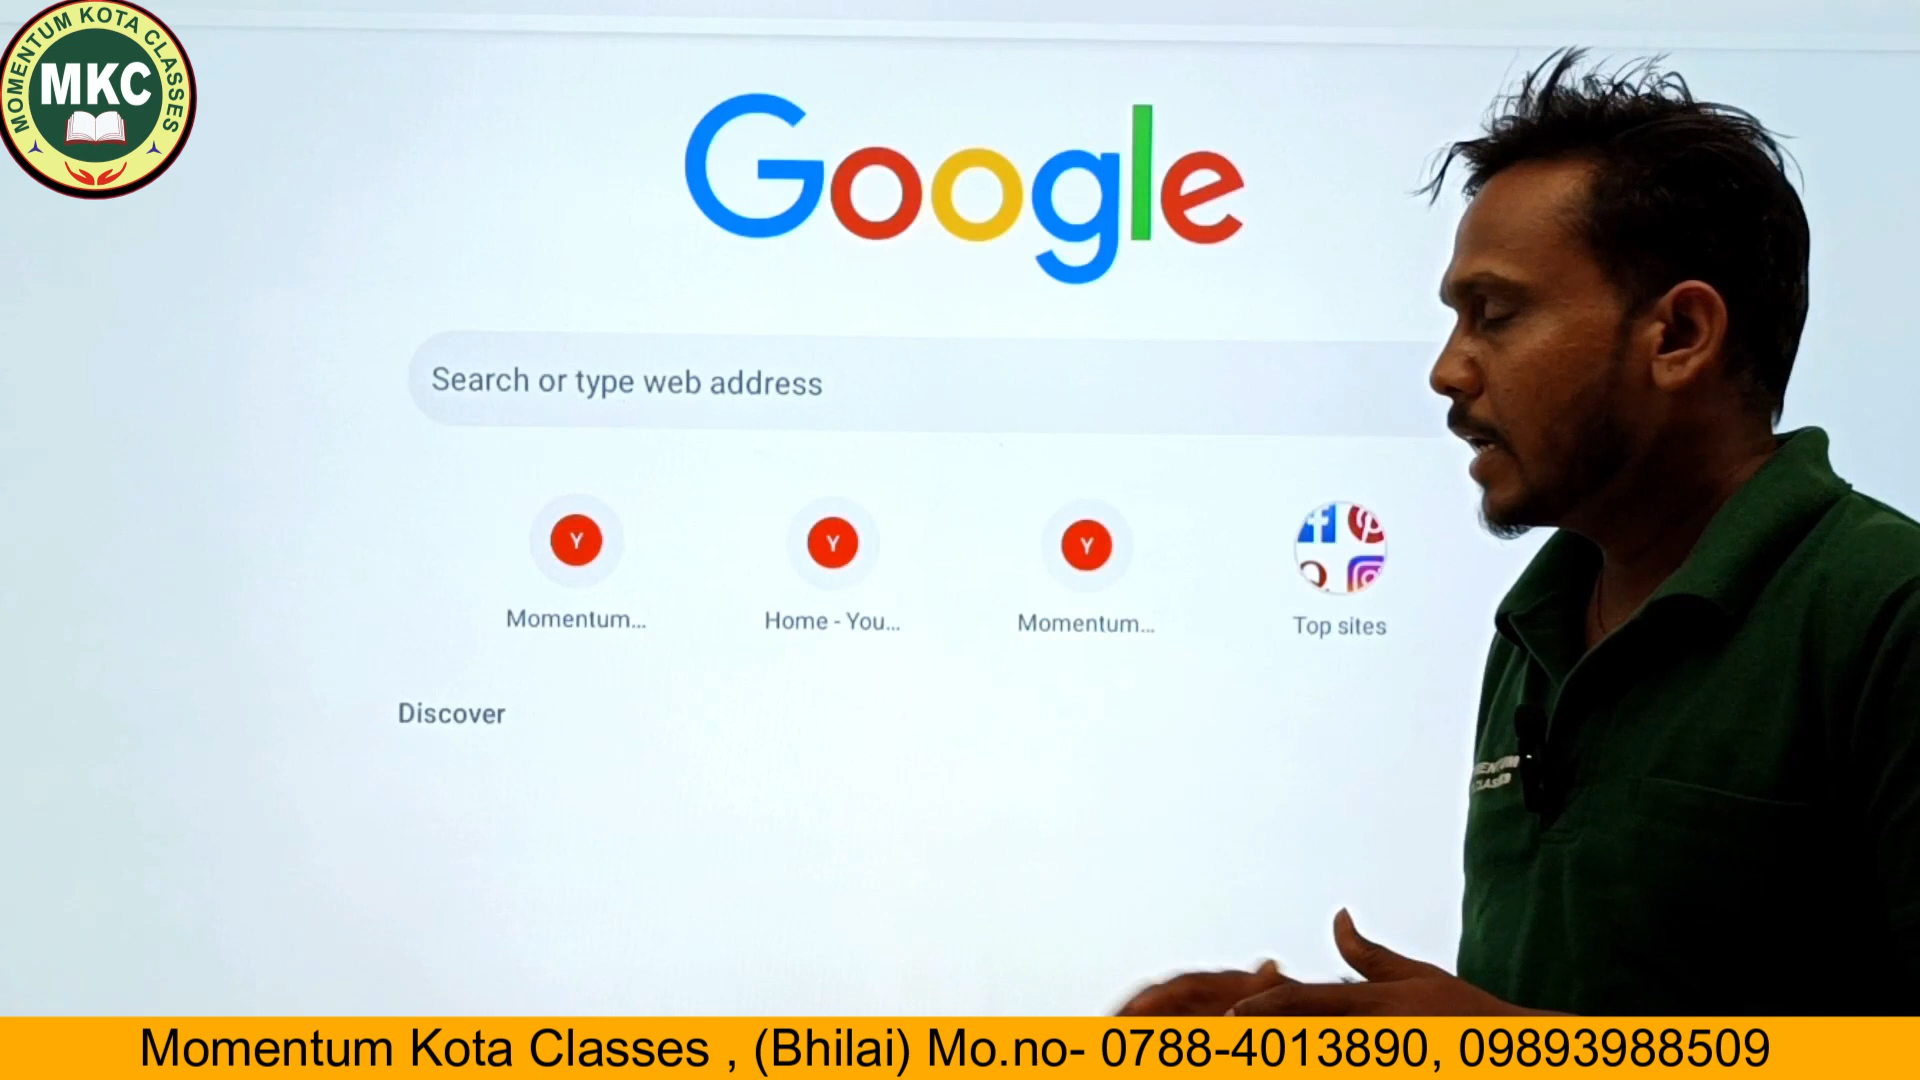 MOMENTUM KOTA CLASSES
MKC
Google
Search or type web address
Y
Y
Y
Momentum...
Home - You...
Momentum...
Top sites
Discover
Momentum Kota Classes , (Bhilai) Mo.no- 0788-4013890, 09893988509